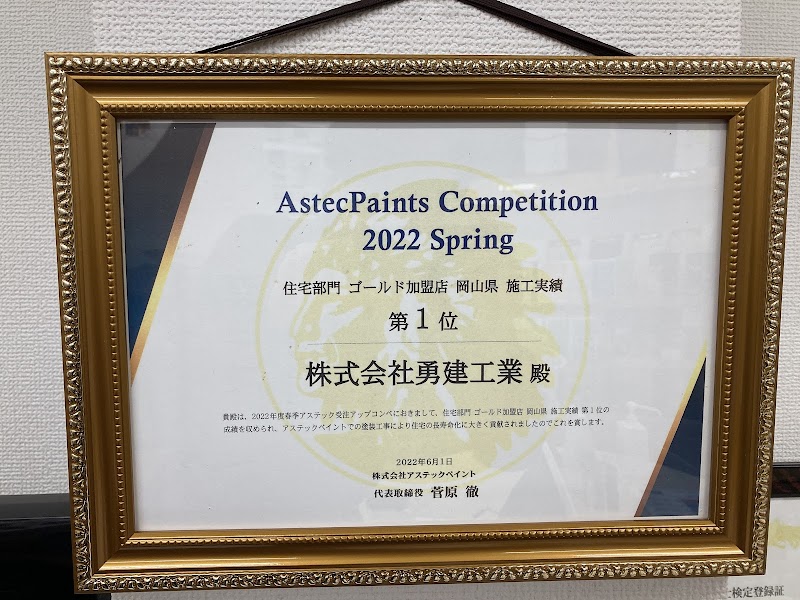 AstecPaints Competition
2022 Spring
住宅部門 ゴールド加盟店 岡山県 施工実績
第1位
株式会社勇建工業 殿
貴殿は、2022年度春季アステック受注アップコンペにおきまして、住宅部門 ゴールド加盟店 岡山県 施工実績 第1位の
成績を収められ、アステックペイントでの塗装工事により住宅の長寿命化に大きく貢献されましたのでこれを賞します。
2022年6月1日
株式会社アステックペイント
代表取締役 菅原 徹
士検定登録証